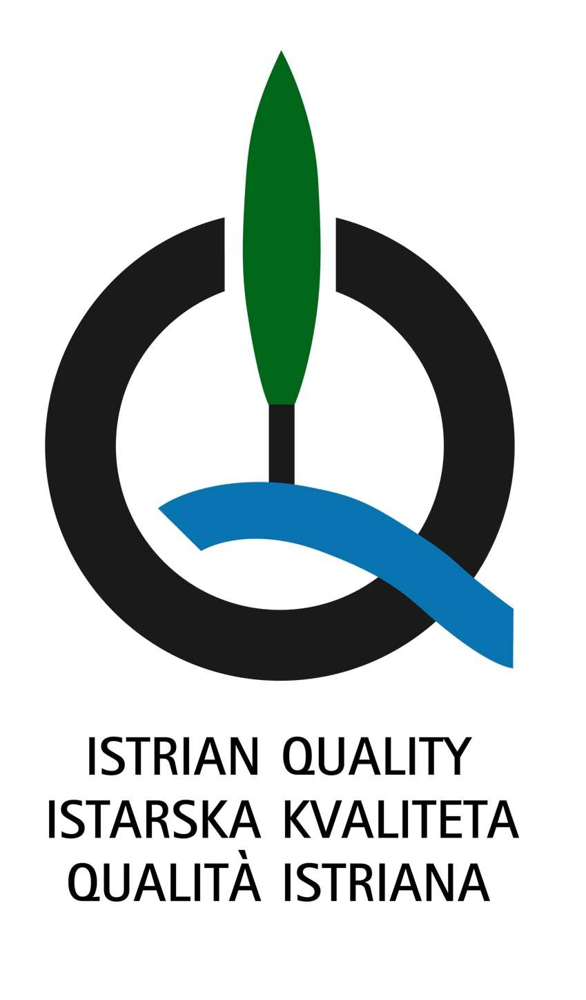 ISTRIAN QUALITY
ISTARSKA KVALITETA
QUALITÀ ISTRIANA